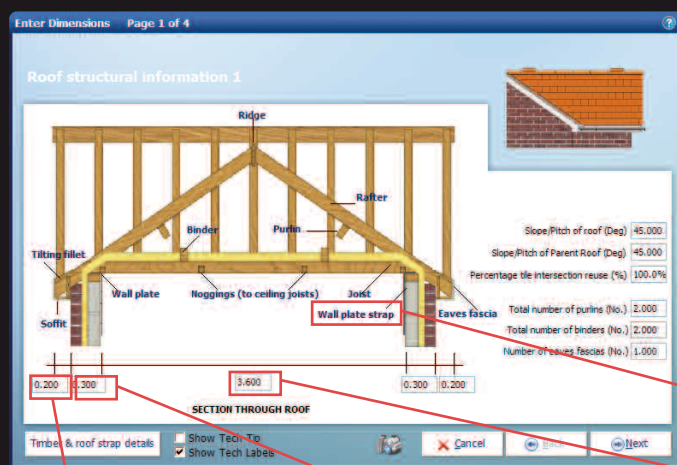 Enter Dimensions Page 1 of 4
Roof structural information 1
Ridge
Rafter
Binder
Purlin
Tilting fillet
Wall plate
Noggings (to ceiling joists)
Joist
Wall plate strap
Eaves fascia
Soffit
Slope/Pitch of roof (Deg) 45.000
Slope/Pitch of Parent Roof (Deg) 45.000
Percentage tile intersection reuse (%) 100.0%
Total number of purlins (No.) 2.000
Total number of binders (No.) 2.000
Number of eaves fascias (No.) 1.000
0.200 0.300 3.600 0.300 0.200
SECTION THROUGH ROOF
Timber & roof strap details
Show Tech Tip
Show Tech Labels
Cancel
Back
Next